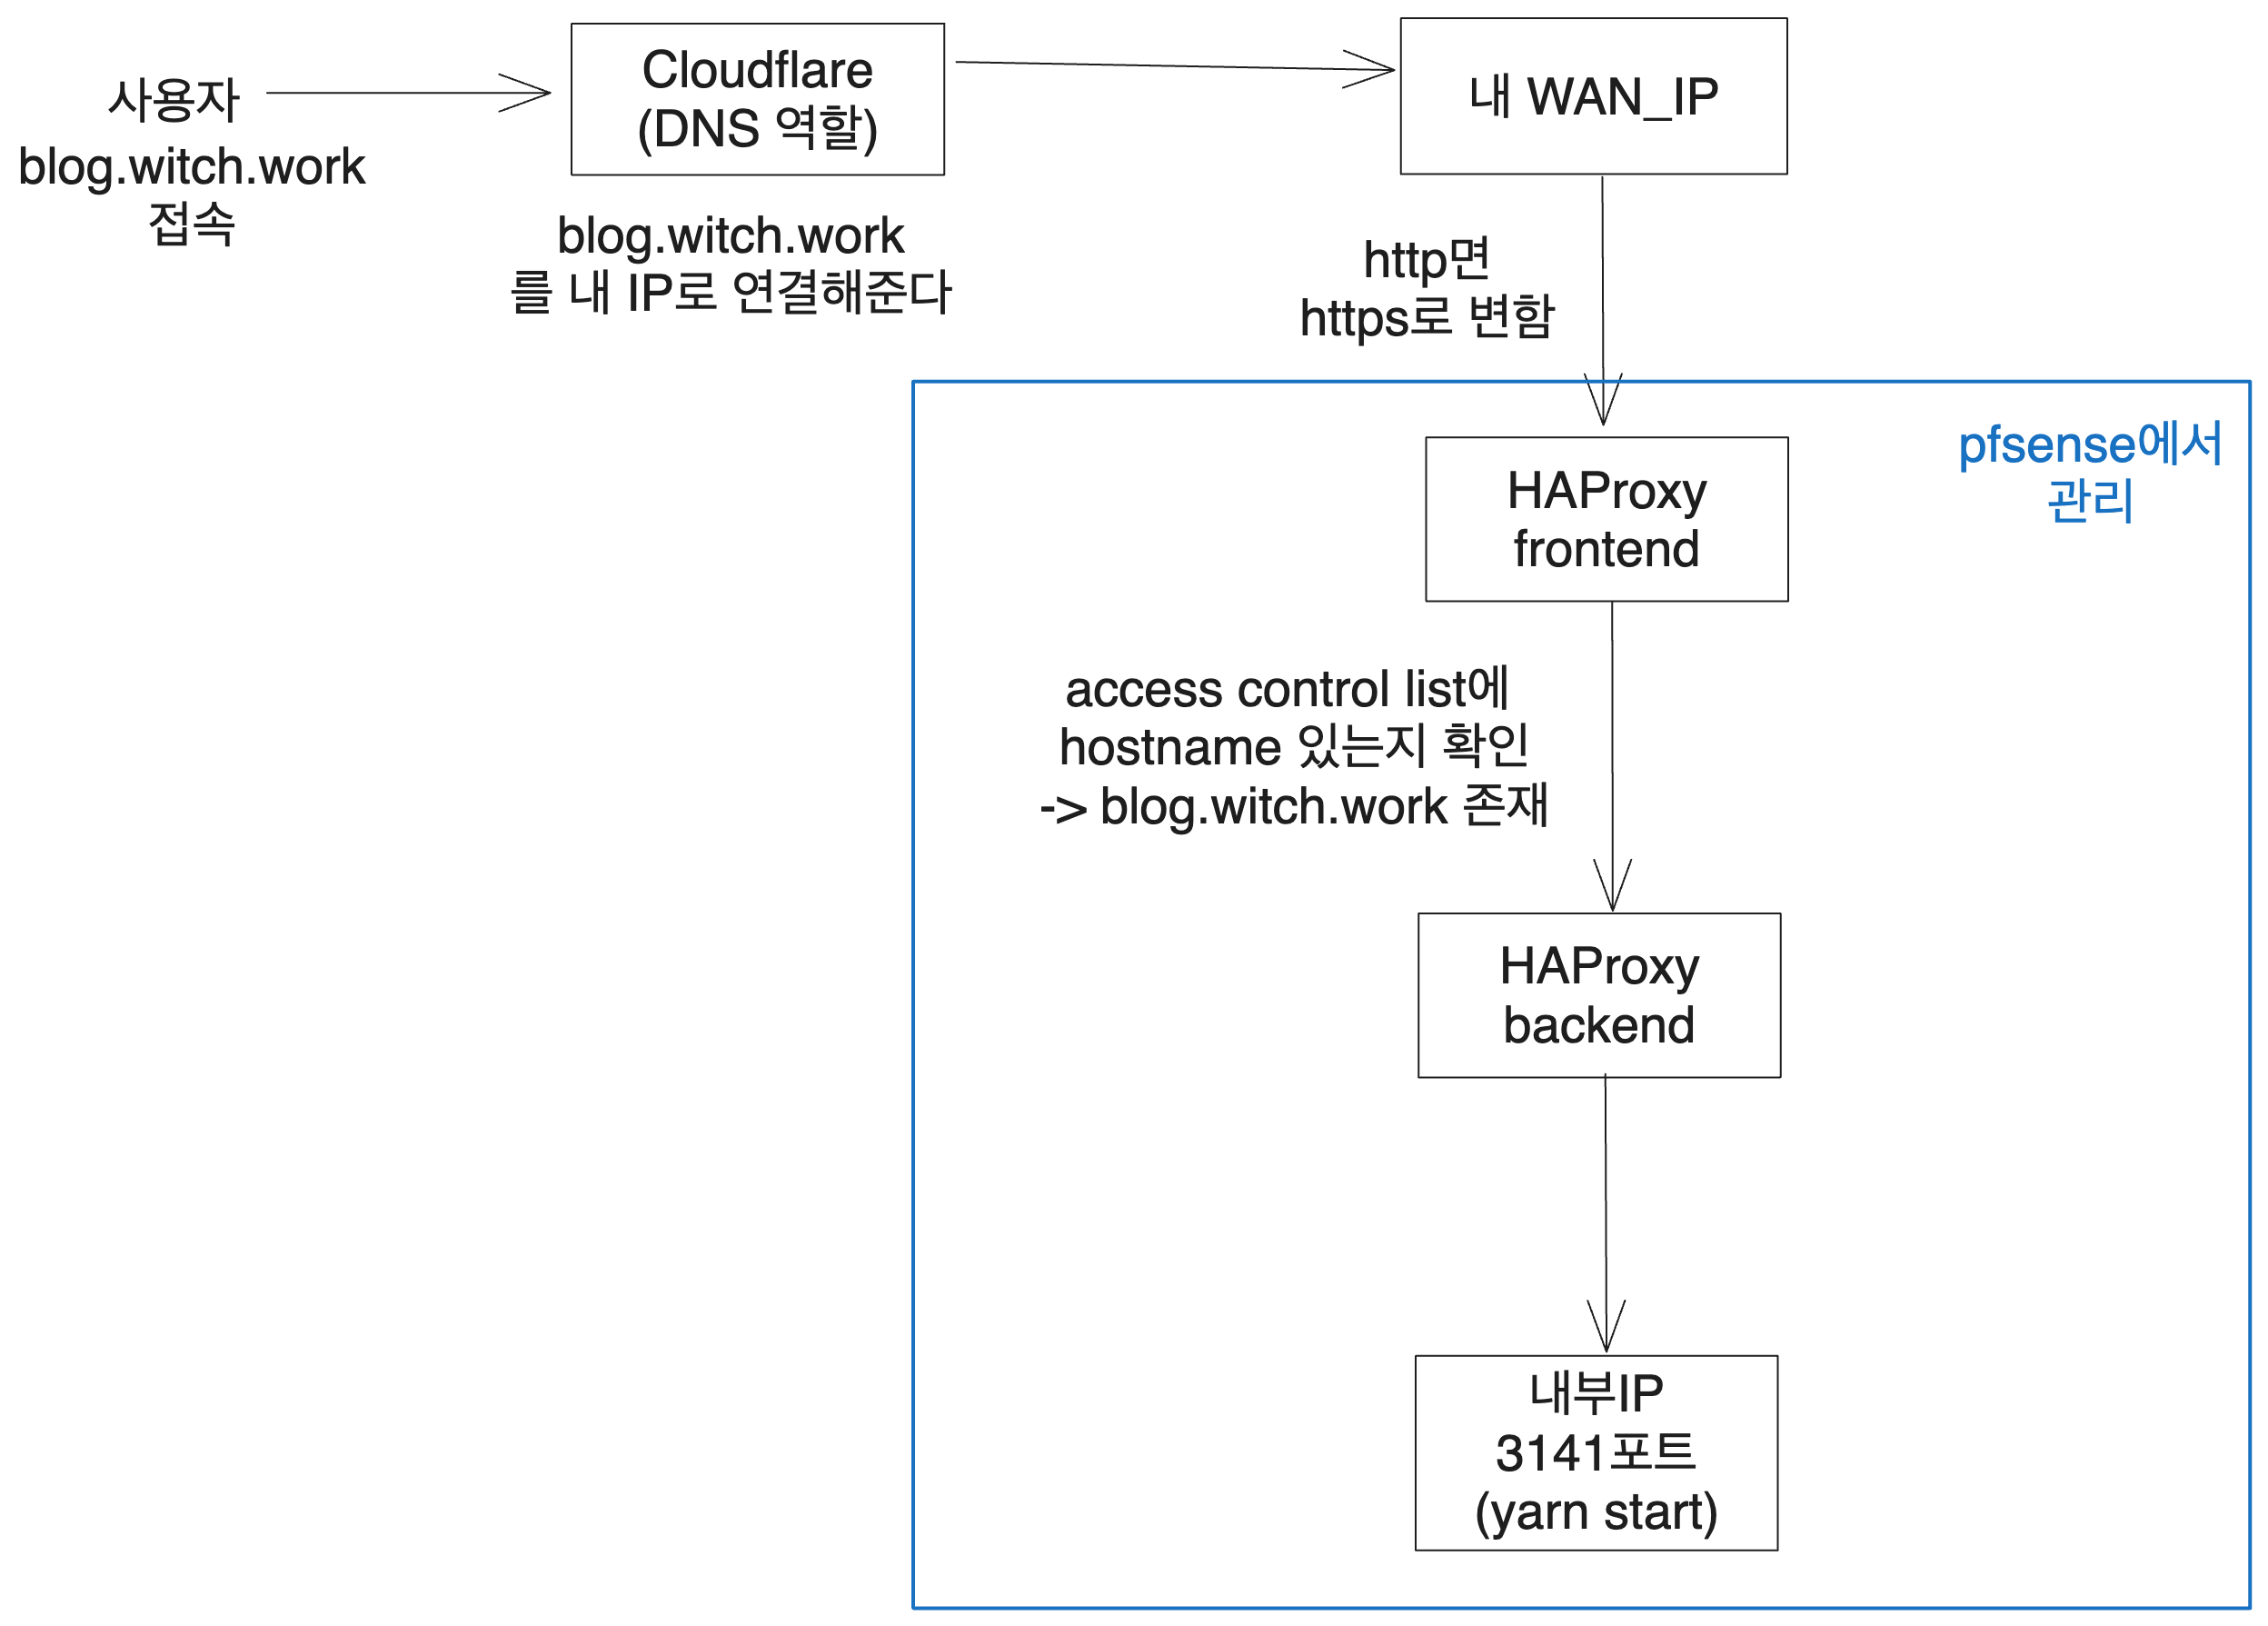 사용자
blog.witch.work
접속
Cloudflare
(DNS 역할)
blog.witch.work
를 내 IP로 연결해준다
내 WAN_IP
http면
https로 변함
pfsense에서
관리
HAProxy
frontend
access control list에
hostname 있는지 확인
-> blog.witch.work 존재
HAProxy
backend
내부IP
3141포트
(yarn start)